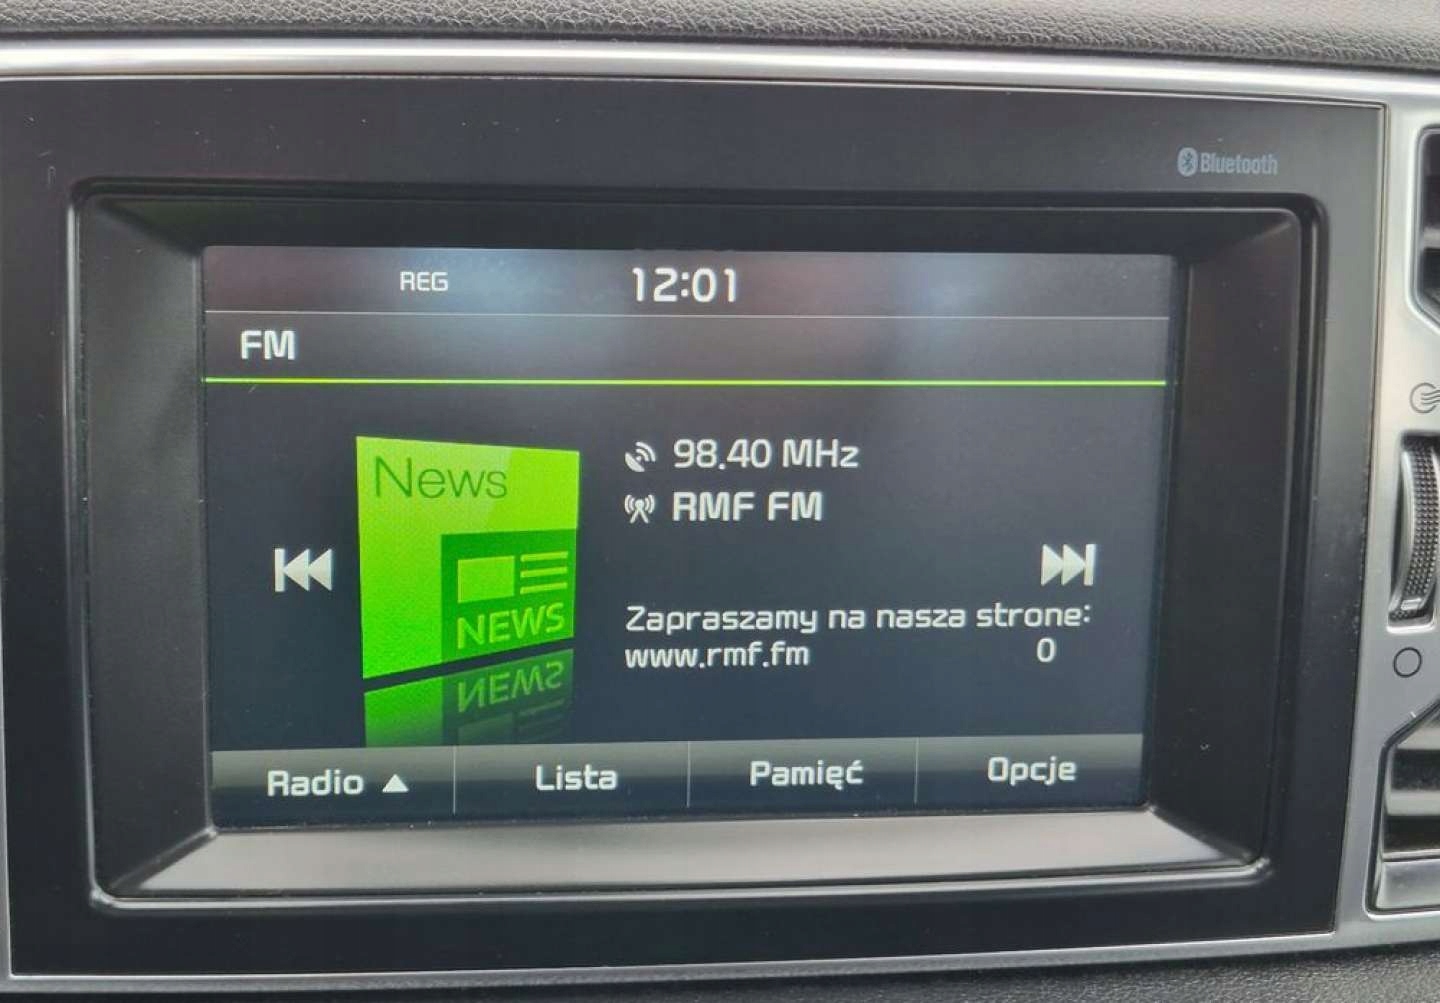 Bluetooth
REG 12:01
FM
News
NEWS
98.40 MHz
RMF FM
Zapraszamy na nasza strone:
www.rmf.fm 0
Radio ▲ Lista Pamięć Opcje